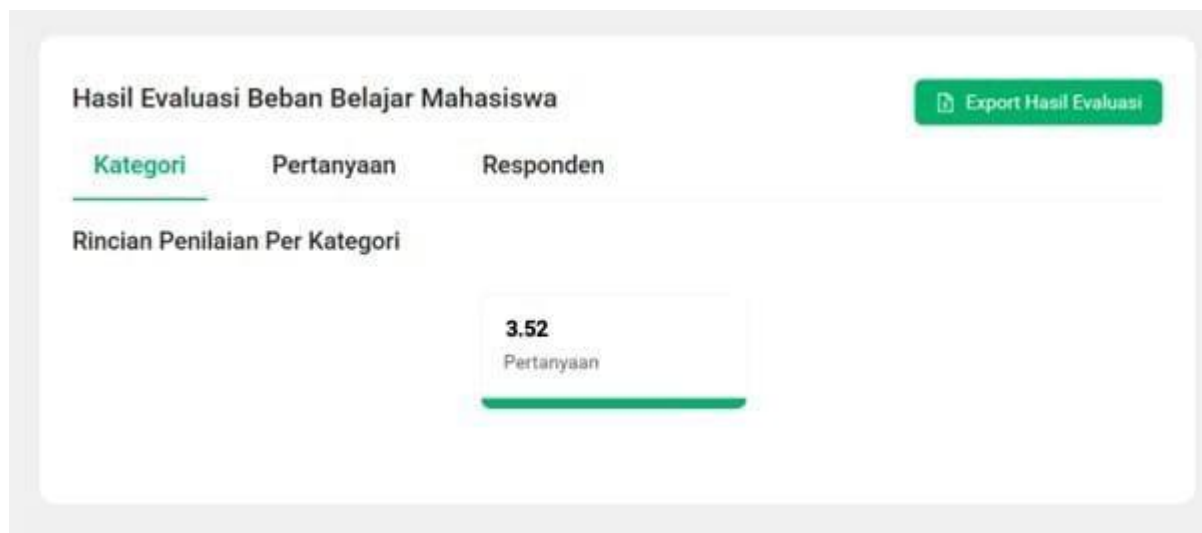 Hasil Evaluasi Beban Belajar Mahasiswa
Export Hasil Evaluasi
Kategori Pertanyaan Responden
Rincian Penilaian Per Kategori
3.52
Pertanyaan